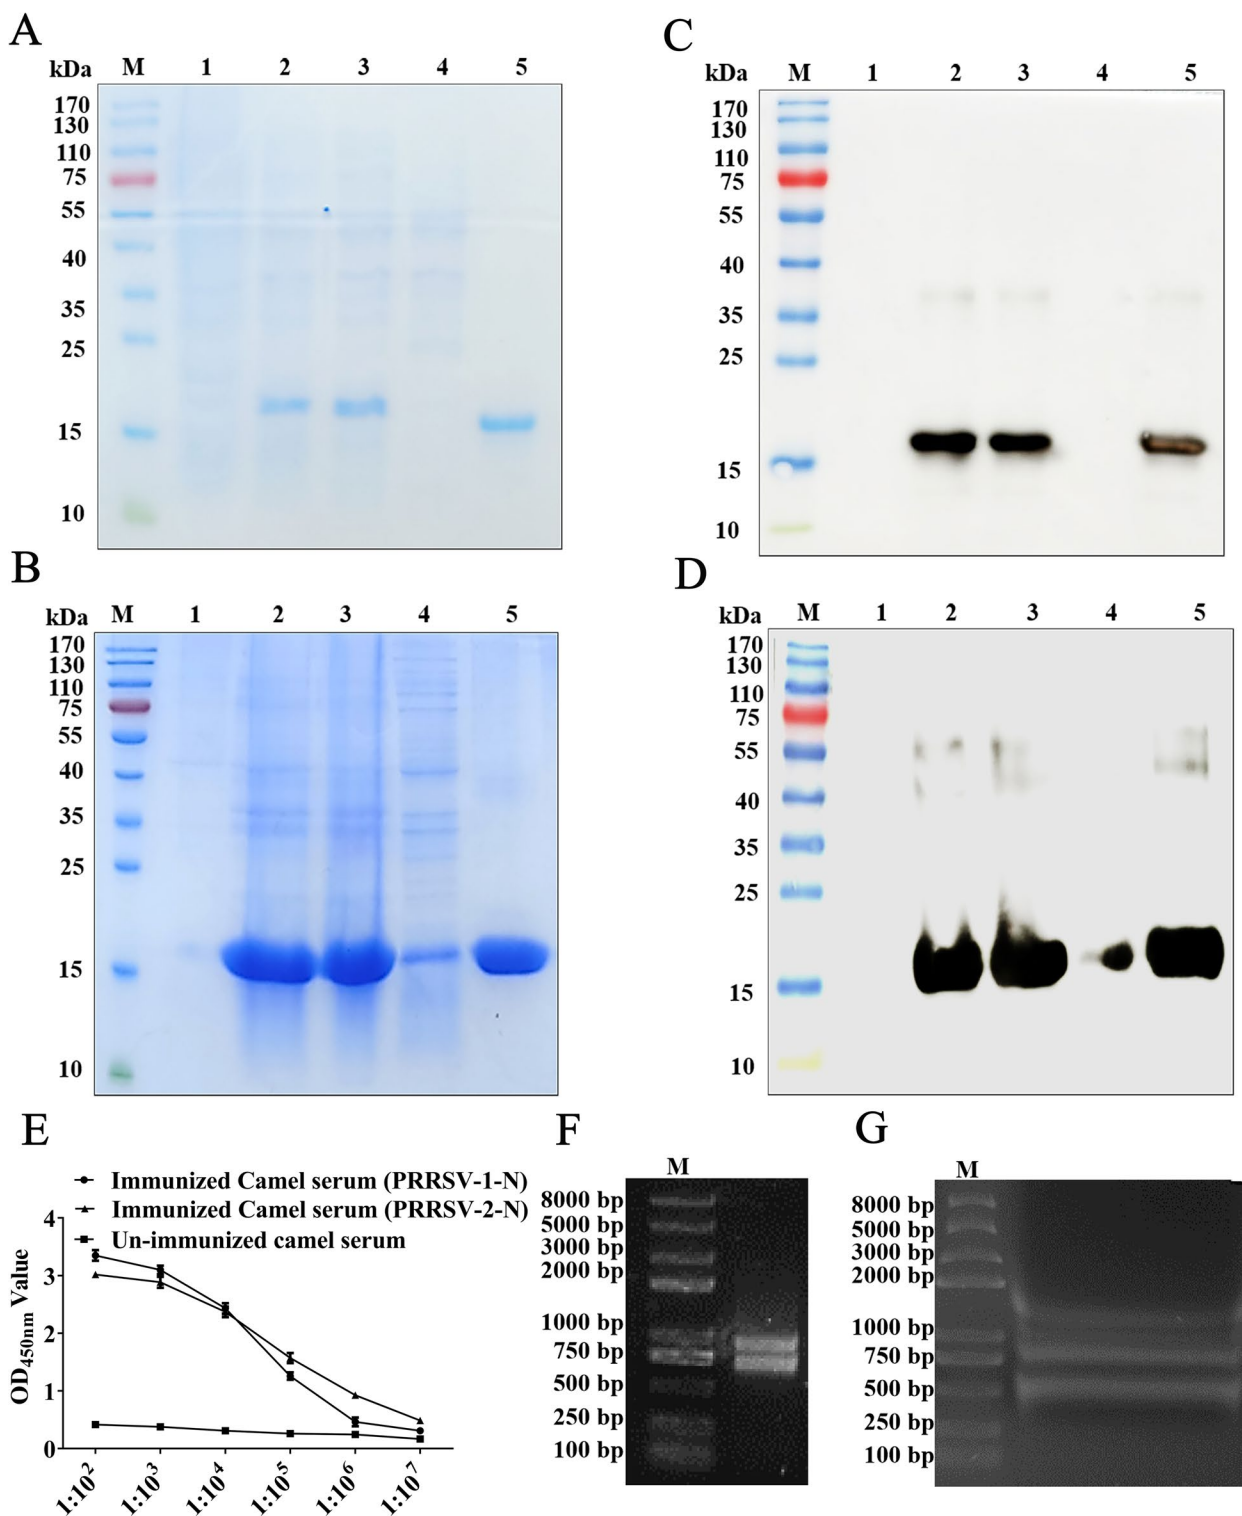 A
kDa M 1 2 3 4 5
170
130
110
75
55
40
35
25
15
10
C
kDa M 1 2 3 4 5
170
130
110
75
55
40
35
25
15
10
B
kDa M 1 2 3 4 5
170
130
110
75
55
40
35
25
15
10
D
kDa M 1 2 3 4 5
170
130
110
75
55
40
35
25
15
10
E
Immunized Camel serum (PRRSV-1-N)
Immunized Camel serum (PRRSV-2-N)
Un-immunized camel serum
OD450nm Value
4
3
2
1
0
1:10² 1:10³ 1:10⁴ 1:10⁵ 1:10⁶ 1:10⁷
F
M
8000 bp
5000 bp
3000 bp
2000 bp
1000 bp
750 bp
500 bp
250 bp
100 bp
G
M
8000 bp
5000 bp
3000 bp
2000 bp
1000 bp
750 bp
500 bp
250 bp
100 bp